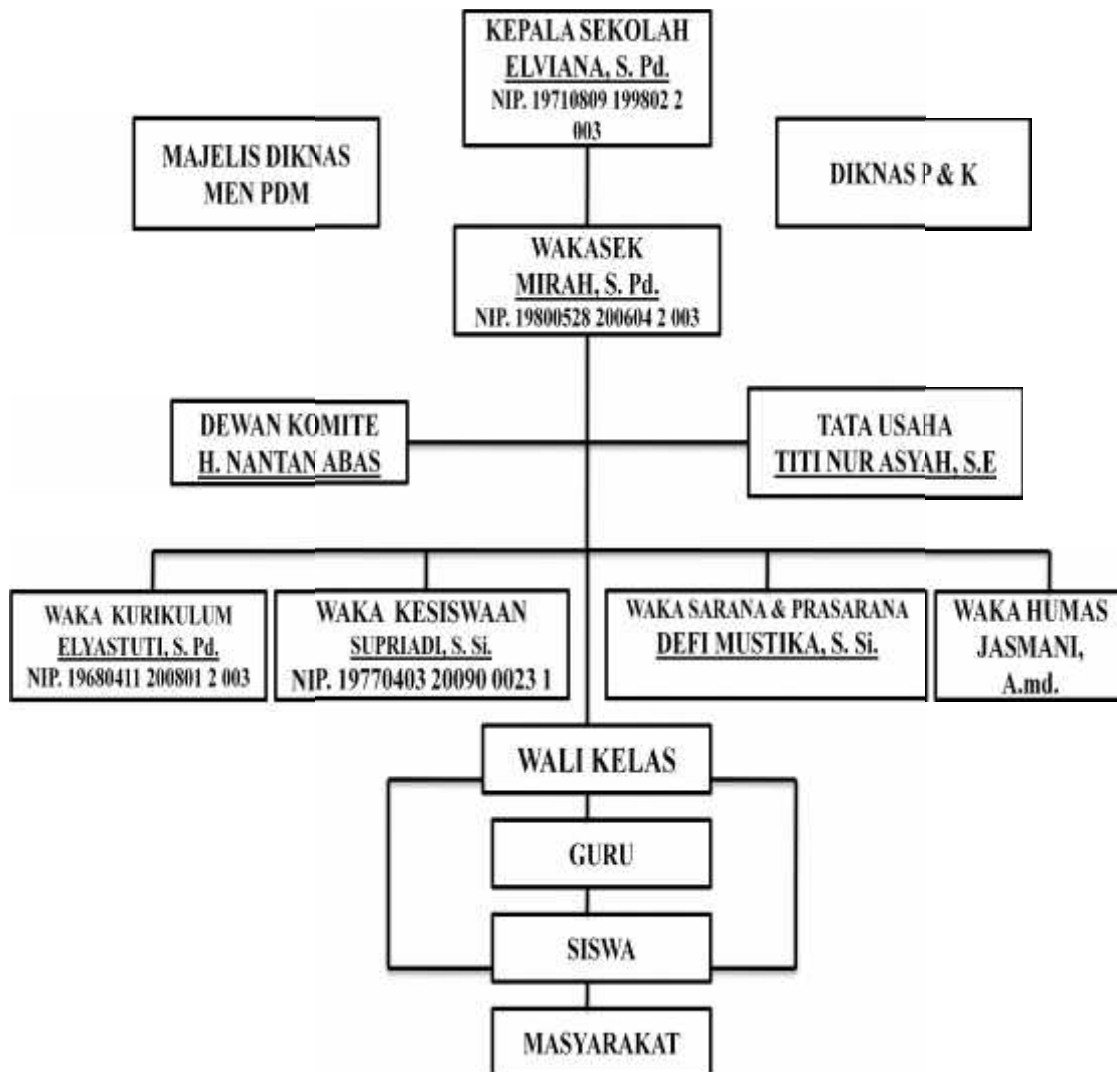 KEPALA SEKOLAH
ELVIANA, S. Pd.
NIP. 19710809 199802 2
003
MAJELIS DIKNAS
MEN PDM
DIKNAS P & K
WAKASEK
MIRAH, S. Pd.
NIP. 19800528 200604 2 003
DEWAN KOMITE
H. NANTAN ABAS
TATA USAHA
TITI NUR ASYAH, S.E
WAKA KURIKULUM
ELYASTUTI, S. Pd.
NIP. 19680411 200801 2 003
WAKA KESISWAAN
SUPRIADI, S. Si.
NIP. 19770403 20090 0023 1
WAKA SARANA & PRASARANA
DEFI MUSTIKA, S. Si.
WAKA HUMAS
JASMANI,
A.md.
WALI KELAS
GURU
SISWA
MASYARAKAT